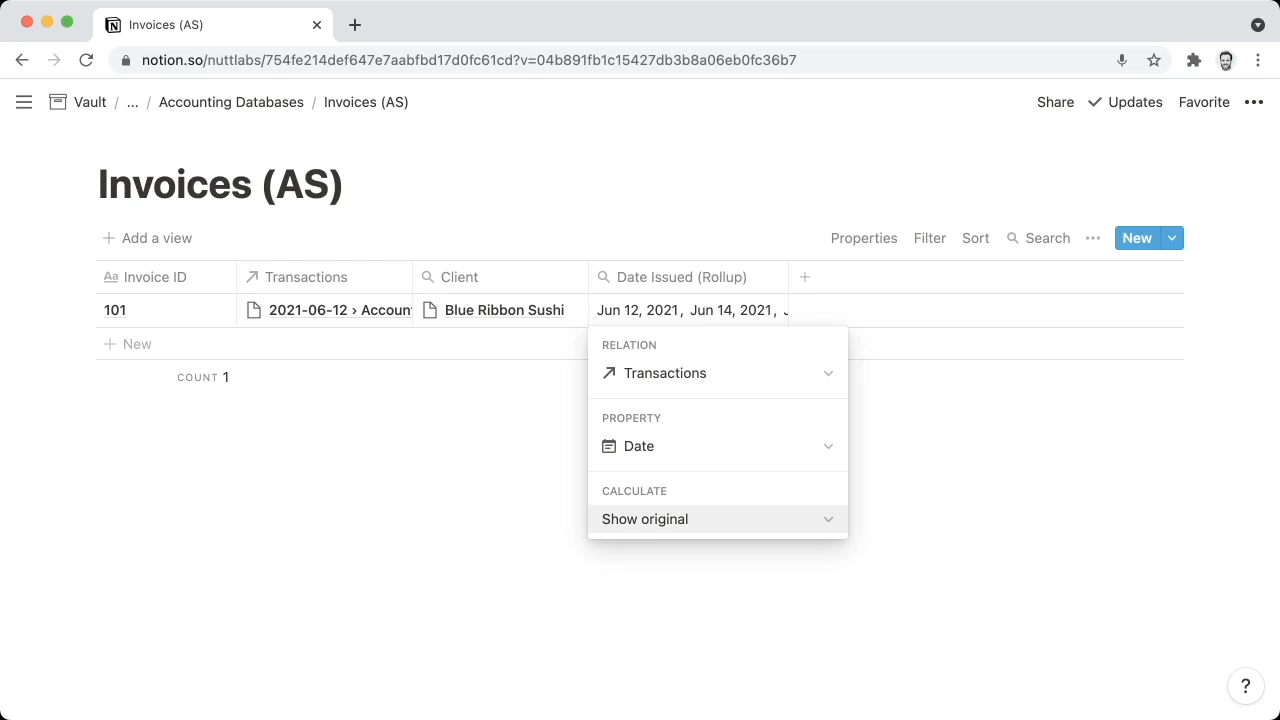 Invoices (AS)
notion.so/nuttlabs/754fe214def647e7aabfbd17d0fc61cd?v=04b891fb1c15427db3b8a06eb0fc36b7
Vault / ... / Accounting Databases / Invoices (AS)
Share Updates Favorite
Invoices (AS)
Add a view
Properties Filter Sort Search New
Aa Invoice ID Transactions Client Date Issued (Rollup)
101 2021-06-12 › Accoun Blue Ribbon Sushi Jun 12, 2021, Jun 14, 2021,
New
COUNT 1
RELATION
Transactions
PROPERTY
Date
CALCULATE
Show original
?